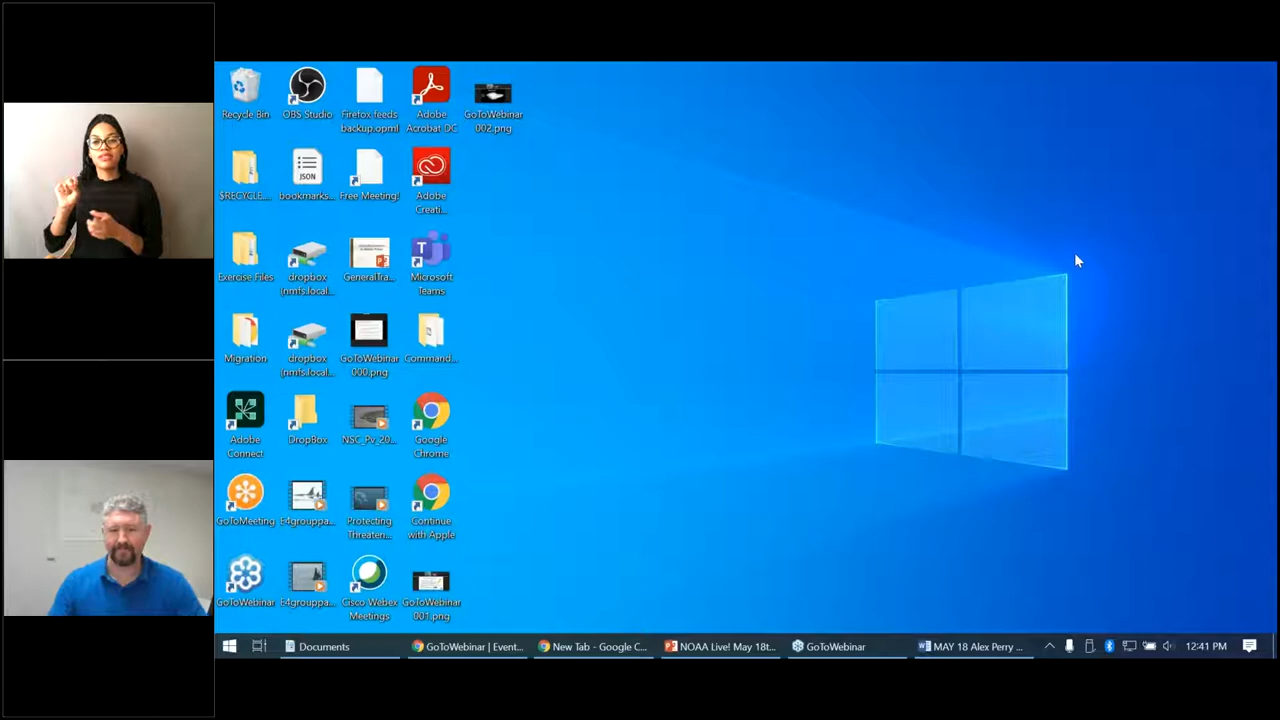 Recycle Bin
OBS Studio
Firefox feeds
backup.opml
Adobe
Acrobat DC
GoToWebinar
002.png
$RECYCLE....
JSON
bookmarks...
Free Meeting!
Adobe
Creati...
Exercise Files
dropbox
(nmfs.local...
GeneralTra...
Microsoft
Teams
Migration
dropbox
(nmfs.local...
GoToWebinar
000.png
Command...
Adobe
Connect
DropBox
NSC_Pv_20...
Google
Chrome
GoToMeeting
E4grouppa...
Protecting
Threaten...
Continue
with Apple
GoToWebinar
E4grouppa...
Cisco Webex
Meetings
GoToWebinar
001.png
Documents
GoToWebinar | Event...
New Tab - Google C...
NOAA Live! May 18t...
GoToWebinar
MAY 18 Alex Perry ...
12:41 PM